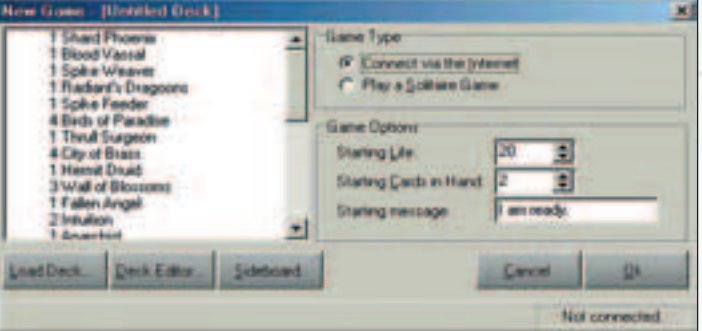 New Game - [Untitled Deck]
1 Shard Phoenix
1 Blood Vassal
1 Spike Weaver
1 Radiant's Dragoons
1 Spike Feeder
4 Birds of Paradise
1 Thrull Surgeon
4 City of Brass
1 Hermit Druid
3 Wall of Blossoms
1 Fallen Angel
2 Intuition
Game Type
Connect via the Internet
Play a Solitaire Game
Game Options
Starting Life: 20
Starting Cards in Hand: 2
Starting message: I am ready.
Load Deck... Deck Editor... Sideboard Cancel Ok
Not connected